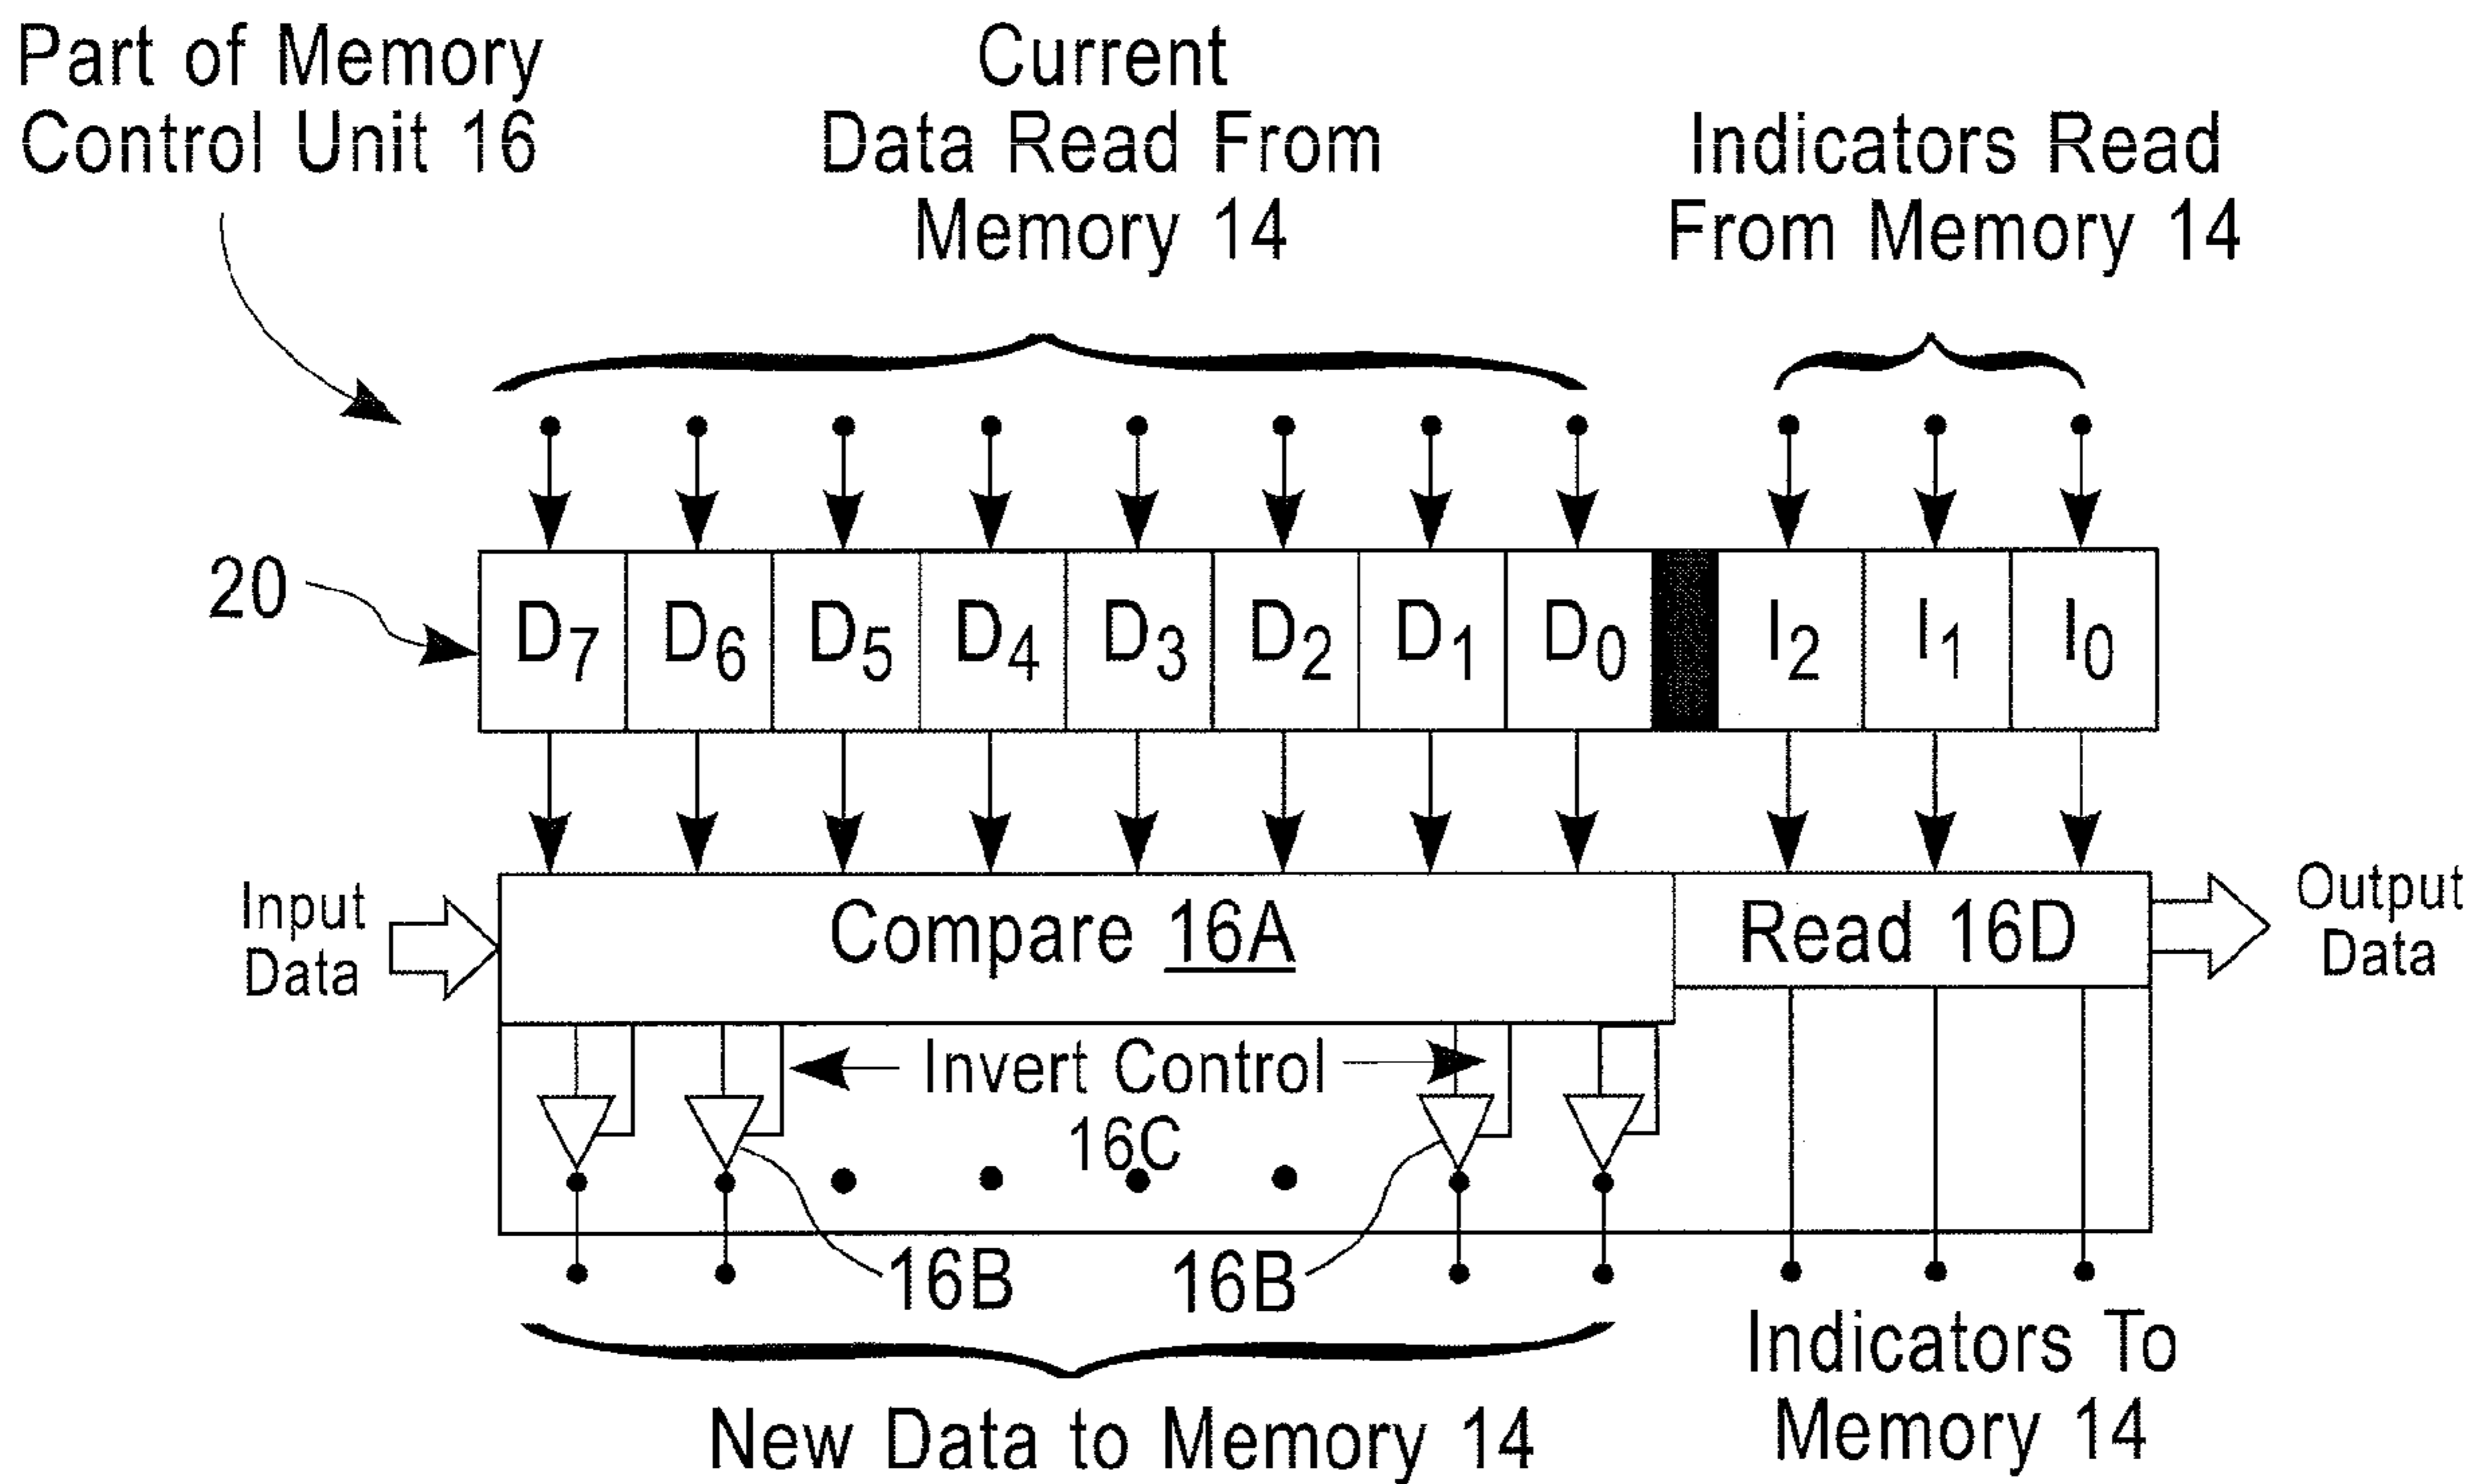 Part of Memory
Control Unit 16
Current
Data Read From
Memory 14
Indicators Read
From Memory 14
20
D7 D6 D5 D4 D3 D2 D1 D0 I2 I1 I0
Input
Data
Compare 16A
Read 16D
Output
Data
Invert Control
16C
16B
16B
New Data to Memory 14
Indicators To
Memory 14